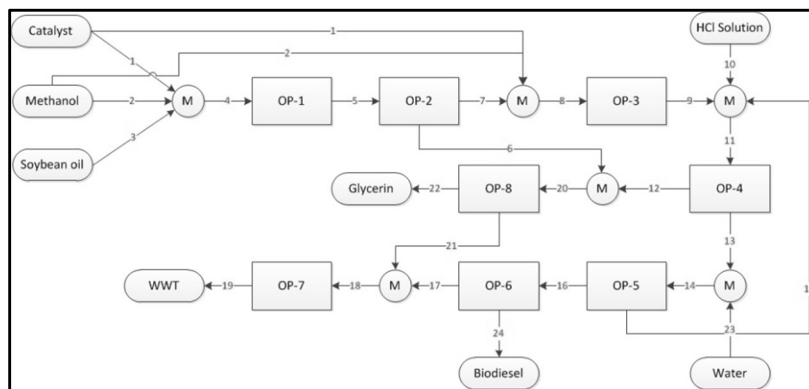 Catalyst
1
HCl Solution
2
1
10
Methanol
2
M
4
OP-1
5
OP-2
7
M
8
OP-3
9
M
3
11
Soybean oil
6
Glycerin
22
OP-8
20
M
12
OP-4
21
13
WWT
19
OP-7
18
M
17
OP-6
16
OP-5
14
M
1
24
23
Biodiesel
Water